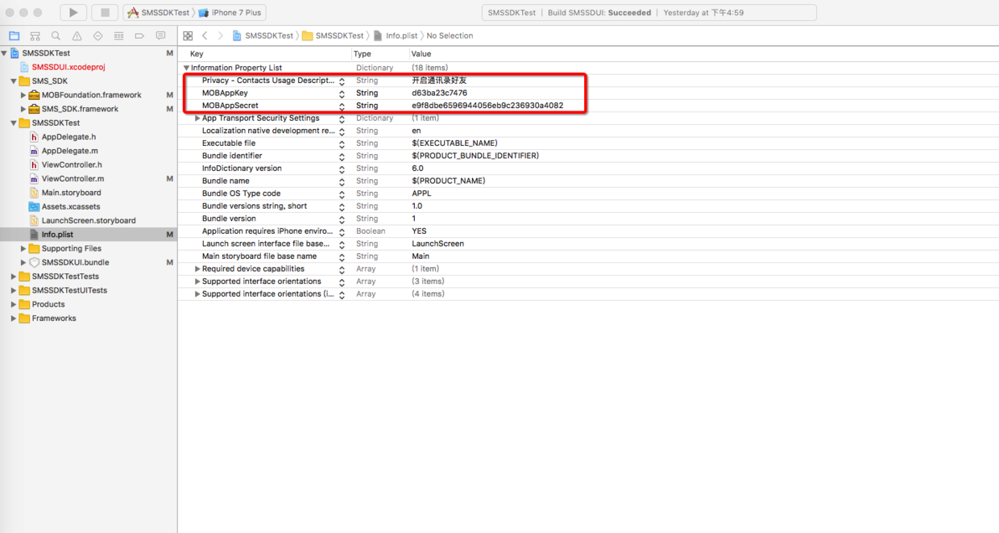 SMSSDKTest iPhone 7 Plus
SMSSDKTest Build SMSSDUI: Succeeded Yesterday at 下午4:59
SMSSDKTest SMSSDKTest Info.plist No Selection
SMSSDKTest M
SMSSDUI.xcodeproj
SMS_SDK
MOBFoundation.framework M
SMS_SDK.framework M
SMSSDKTest
AppDelegate.h
AppDelegate.m
ViewController.h
ViewController.m M
Main.storyboard
Assets.xcassets
LaunchScreen.storyboard
Info.plist M
Supporting Files
SMSSDKUI.bundle M
SMSSDKTestTests
SMSSDKTestUITests
Products
Frameworks
Key Type Value
Information Property List Dictionary (18 items)
Privacy - Contacts Usage Descript... String 开启通讯录好友
MOBAppKey String d63ba23c7476
MOBAppSecret String e9f8dbe6596944056eb9c236930a4082
App Transport Security Settings Dictionary (1 item)
Localization native development re... String en
Executable file String $(EXECUTABLE_NAME)
Bundle identifier String $(PRODUCT_BUNDLE_IDENTIFIER)
InfoDictionary version String 6.0
Bundle name String $(PRODUCT_NAME)
Bundle OS Type code String APPL
Bundle versions string, short String 1.0
Bundle version String 1
Application requires iPhone enviro... Boolean YES
Launch screen interface file base... String LaunchScreen
Main storyboard file base name String Main
Required device capabilities Array (1 item)
Supported interface orientations Array (3 items)
Supported interface orientations (i... Array (4 items)